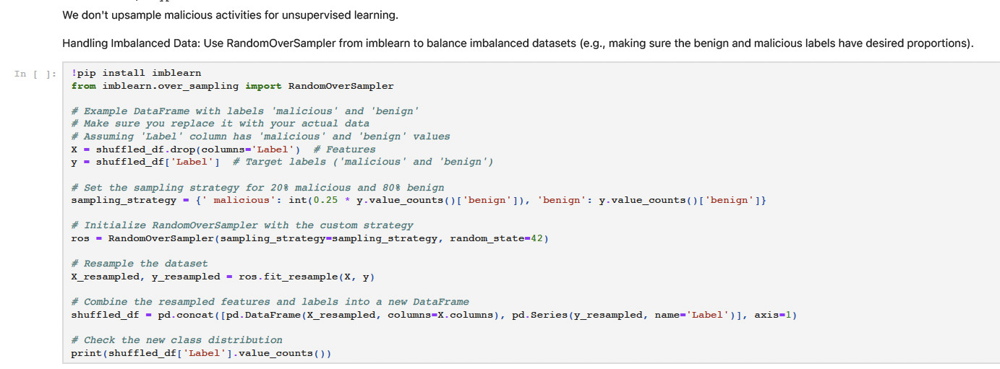 We don't upsample malicious activities for unsupervised learning.
Handling Imbalanced Data: Use RandomOverSampler from imblearn to balance imbalanced datasets (e.g., making sure the benign and malicious labels have desired proportions).
In [ ]:
!pip install imblearn
from imblearn.over_sampling import RandomOverSampler
# Example DataFrame with labels 'malicious' and 'benign'
# Make sure you replace it with your actual data
# Assuming 'Label' column has 'malicious' and 'benign' values
X = shuffled_df.drop(columns='Label')  # Features
y = shuffled_df['Label']  # Target labels ('malicious' and 'benign')
# Set the sampling strategy for 20% malicious and 80% benign
sampling_strategy = {' malicious': int(0.25 * y.value_counts()['benign']), 'benign': y.value_counts()['benign']}
# Initialize RandomOverSampler with the custom strategy
ros = RandomOverSampler(sampling_strategy=sampling_strategy, random_state=42)
# Resample the dataset
X_resampled, y_resampled = ros.fit_resample(X, y)
# Combine the resampled features and labels into a new DataFrame
shuffled_df = pd.concat([pd.DataFrame(X_resampled, columns=X.columns), pd.Series(y_resampled, name='Label')], axis=1)
# Check the new class distribution
print(shuffled_df['Label'].value_counts())